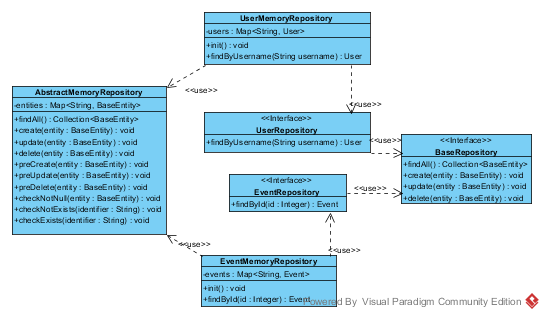 UserMemoryRepository
-users : Map<String, User>
+init() : void
+findByUsername(String username) : User
<<use>>
<<use>>
AbstractMemoryRepository
-entities : Map<String, BaseEntity>
+findAll() : Collection<BaseEntity>
+create(entity : BaseEntity) : void
+update(entity : BaseEntity) : void
+delete(entity : BaseEntity) : void
+preCreate(entity : BaseEntity) : void
+preUpdate(entity : BaseEntity) : void
+preDelete(entity : BaseEntity) : void
+checkNotNull(entity : BaseEntity) : void
+checkNotExists(identifier : String) : void
+checkExists(identifier : String) : void
<<Interface>>
UserRepository
+findByUsername(String username) : User
<<use>>
<<Interface>>
BaseRepository
+findAll() : Collection<BaseEntity>
+create(entity : BaseEntity) : void
+update(entity : BaseEntity) : void
+delete(entity : BaseEntity) : void
<<Interface>>
EventRepository
+findById(id : Integer) : Event
<<use>>
<<use>>
<<use>>
EventMemoryRepository
-events : Map<String, Event>
+init() : void
+findById(id : Integer) : Event
Powered By Visual Paradigm Community Edition